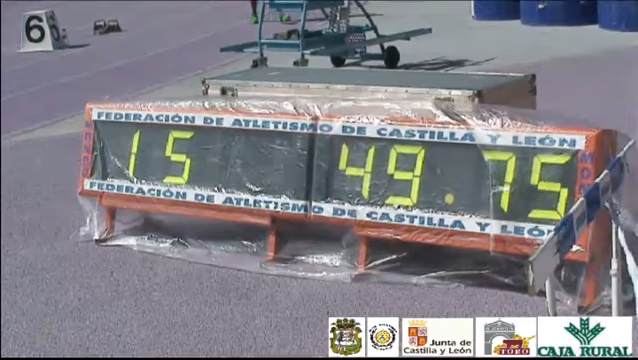 6
FEDERACIÓN DE ATLETISMO DE CASTILLA Y LEÓN
15 49.75
FEDERACIÓN DE ATLETISMO DE CASTILLA Y LEÓN
Junta de
Castilla y León
TORO
CAJA RURAL